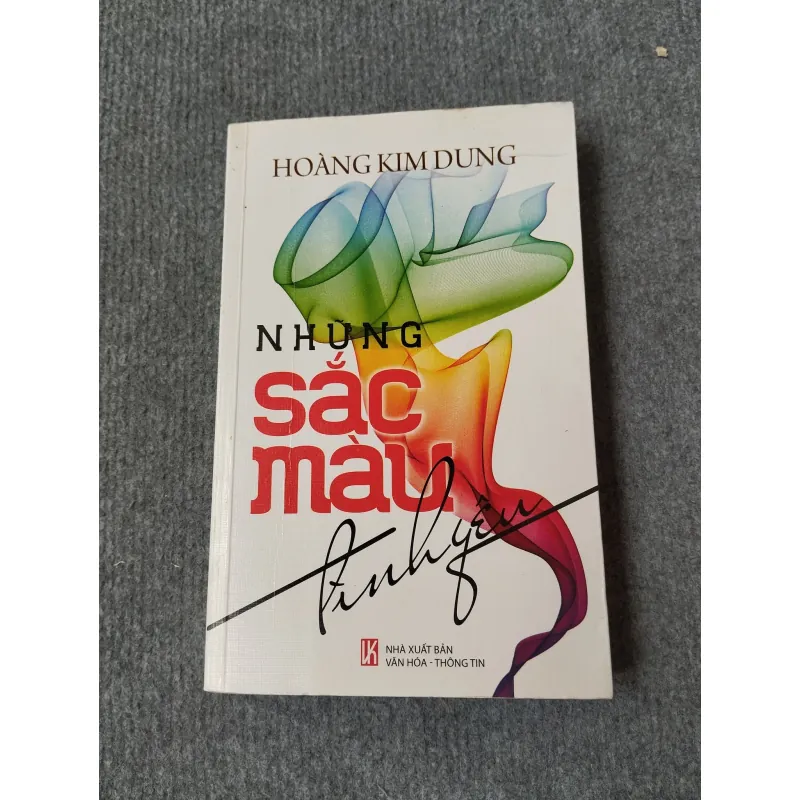 HOÀNG KIM DUNG
NHỮNG
sắc
màu
tình yêu
NHÀ XUẤT BẢN
VĂN HÓA - THÔNG TIN